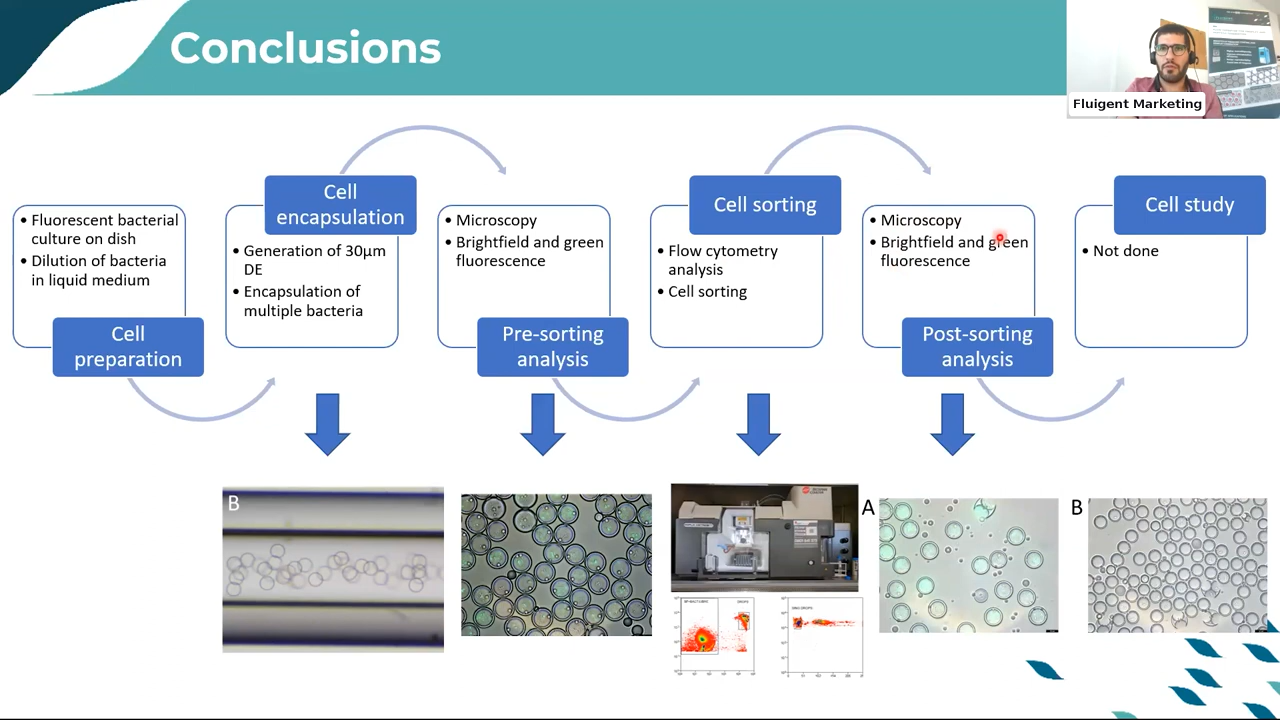 Conclusions
Fluigent Marketing
• Fluorescent bacterial
culture on dish
• Dilution of bacteria
in liquid medium
Cell
preparation
Cell
encapsulation
• Generation of 30µm
DE
• Encapsulation of
multiple bacteria
• Microscopy
• Brightfield and green
fluorescence
Pre-sorting
analysis
Cell sorting
• Flow cytometry
analysis
• Cell sorting
• Microscopy
• Brightfield and green
fluorescence
Post-sorting
analysis
Cell study
• Not done
B
A
B